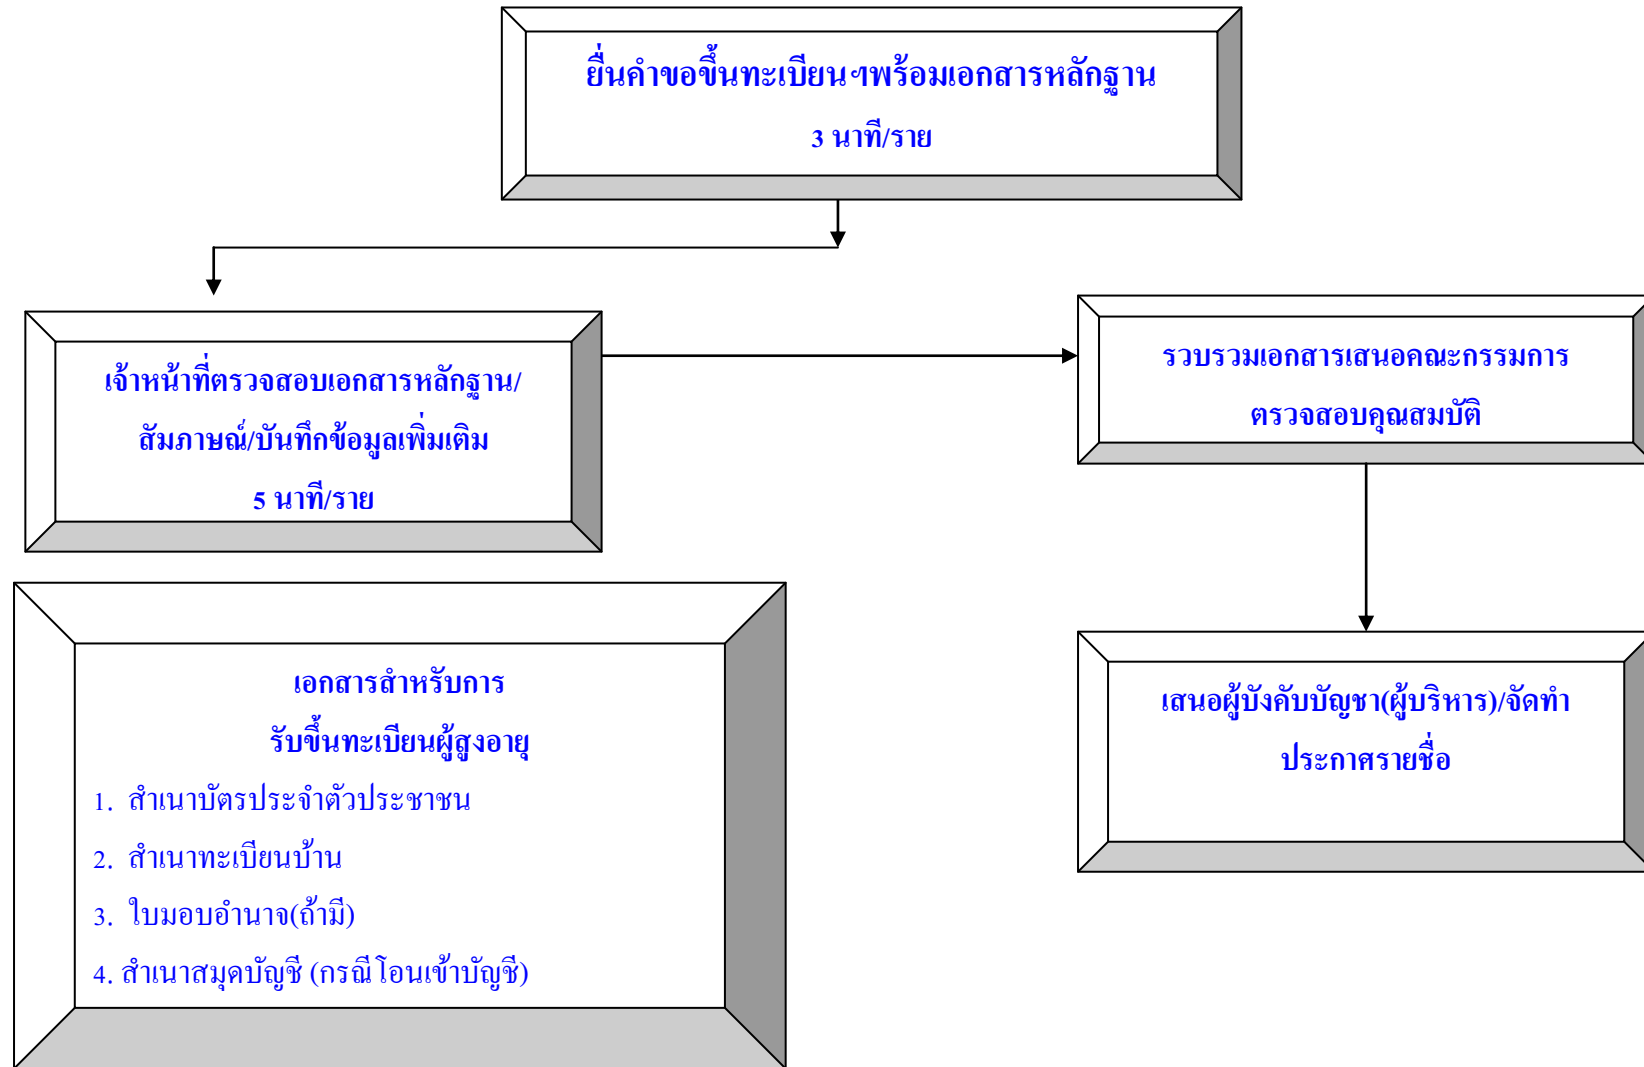 ยื่นคำขอขึ้นทะเบียนฯพร้อมเอกสารหลักฐาน
3 นาที/ราย
เจ้าหน้าที่ตรวจสอบเอกสารหลักฐาน/
สัมภาษณ์/บันทึกข้อมูลเพิ่มเติม
5 นาที/ราย
รวบรวมเอกสารเสนอคณะกรรมการ
ตรวจสอบคุณสมบัติ
เสนอผู้บังคับบัญชา(ผู้บริหาร)/จัดทำ
ประกาศรายชื่อ
เอกสารสำหรับการ
รับขึ้นทะเบียนผู้สูงอายุ
1. สำเนาบัตรประจำตัวประชาชน
2. สำเนาทะเบียนบ้าน
3. ใบมอบอำนาจ(ถ้ามี)
4. สำเนาสมุดบัญชี (กรณีโอนเข้าบัญชี)